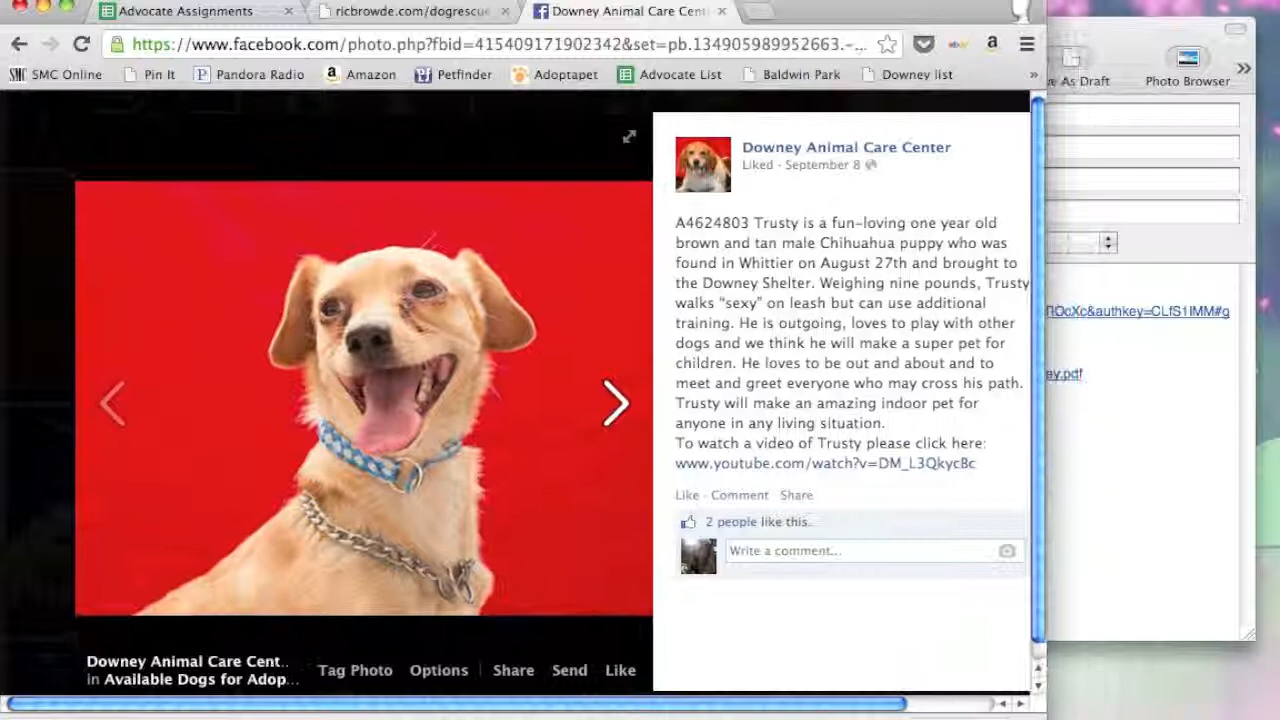 Advocate Assignments
ricbrowde.com/dogrescue
Downey Animal Care Cent
https://www.facebook.com/photo.php?fbid=415409171902342&set=pb.134905989952663.-...
SMC Online
Pin It
Pandora Radio
Amazon
Petfinder
Adoptapet
Advocate List
Baldwin Park
Downey list
»
As Draft
Photo Browser
»
Downey Animal Care Center
Liked · September 8
A4624803 Trusty is a fun-loving one year old
brown and tan male Chihuahua puppy who was
found in Whittier on August 27th and brought to
the Downey Shelter. Weighing nine pounds, Trusty
walks “sexy” on leash but can use additional
training. He is outgoing, loves to play with other
dogs and we think he will make a super pet for
children. He loves to be out and about and to
meet and greet everyone who may cross his path.
Trusty will make an amazing indoor pet for
anyone in any living situation.
To watch a video of Trusty please click here:
www.youtube.com/watch?v=DM_L3QkycBc
Like · Comment Share
2 people like this.
Write a comment...
ey.pdf
Downey Animal Care Cent..
in Available Dogs for Adop...
Tag Photo
Options
Share
Send
Like